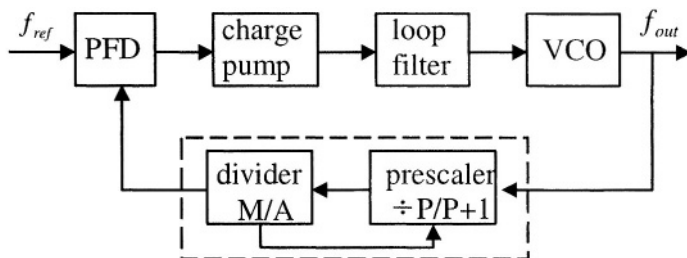 f_ref
PFD
charge
pump
loop
filter
VCO
f_out
divider
M/A
prescaler
÷P/P+1